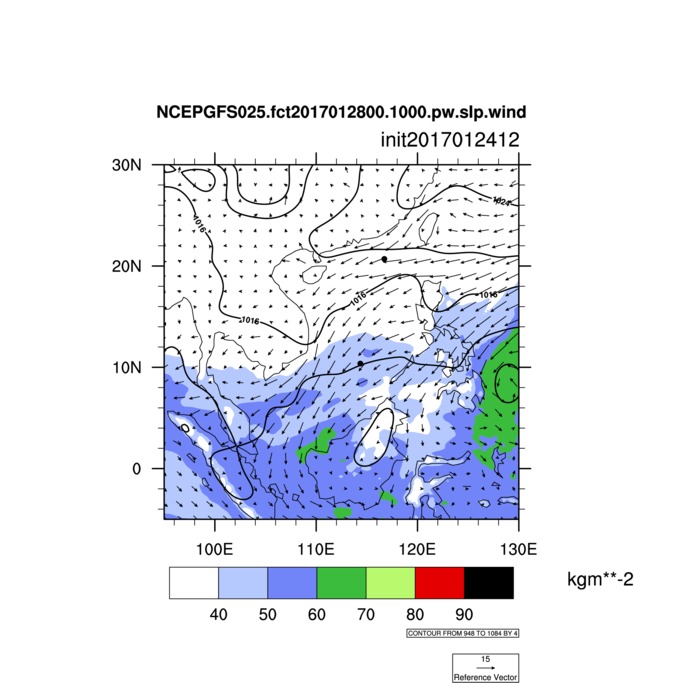 NCEPGFS025.fct2017012800.1000.pw.slp.wind
init2017012412
30N
1024
1016
20N
1016
1016
1016
10N
0
100E
110E
120E
130E
kgm**-2
40
50
60
70
80
90
CONTOUR FROM 948 TO 1084 BY 4
15
Reference Vector